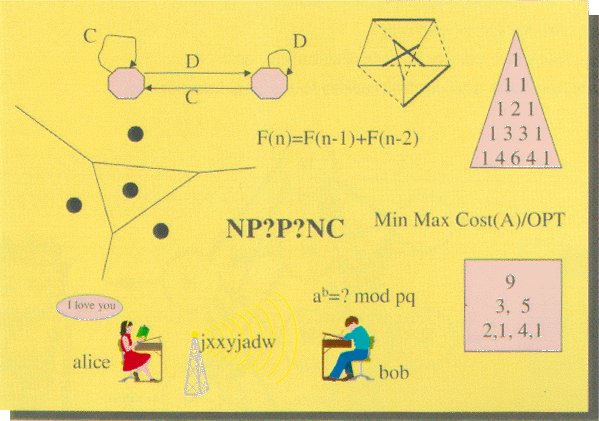 C
D
D
C
F(n)=F(n-1)+F(n-2)
1
1 1
1 2 1
1 3 3 1
1 4 6 4 1
NP?P?NC
Min Max Cost(A)/OPT
9
3, 5
2,1, 4,1
I love you
alice
jxxyjadw
aᵇ=? mod pq
bob